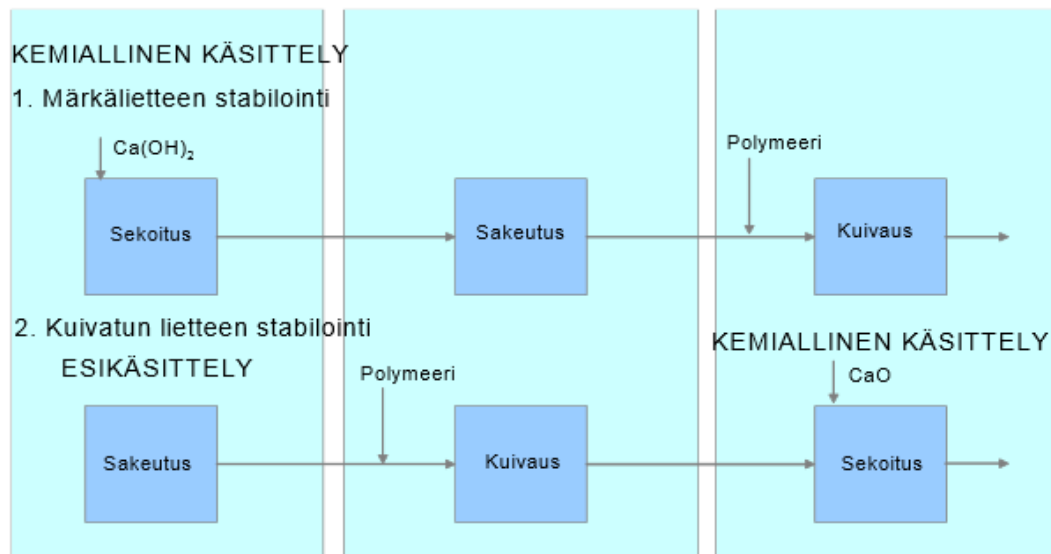 KEMIALLINEN KÄSITTELY
1. Märkälietteen stabilointi
Ca(OH)₂
Polymeeri
Sekoitus
Sakeutus
Kuivaus
2. Kuivatun lietteen stabilointi
ESIKÄSITTELY
KEMIALLINEN KÄSITTELY
Polymeeri
CaO
Sakeutus
Kuivaus
Sekoitus